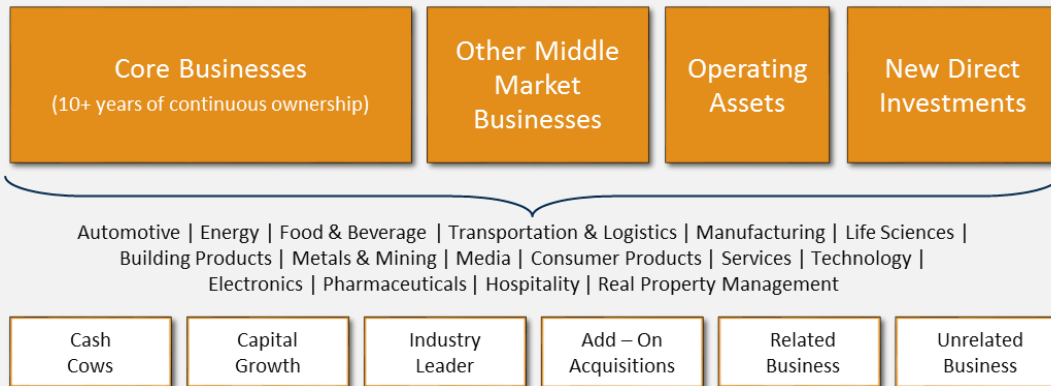 Core Businesses
(10+ years of continuous ownership)
Other Middle
Market
Businesses
Operating
Assets
New Direct
Investments
Automotive | Energy | Food & Beverage | Transportation & Logistics | Manufacturing | Life Sciences |
Building Products | Metals & Mining | Media | Consumer Products | Services | Technology |
Electronics | Pharmaceuticals | Hospitality | Real Property Management
Cash
Cows
Capital
Growth
Industry
Leader
Add – On
Acquisitions
Related
Business
Unrelated
Business